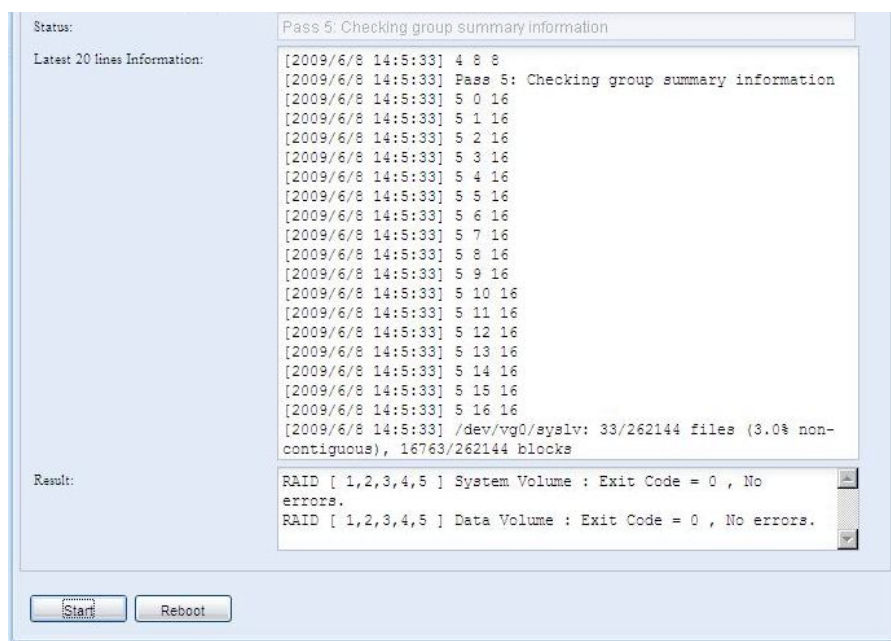 Status:
Pass 5: Checking group summary information
Latest 20 lines Information:
[2009/6/8 14:5:33] 4 8 8
[2009/6/8 14:5:33] Pass 5: Checking group summary information
[2009/6/8 14:5:33] 5 0 16
[2009/6/8 14:5:33] 5 1 16
[2009/6/8 14:5:33] 5 2 16
[2009/6/8 14:5:33] 5 3 16
[2009/6/8 14:5:33] 5 4 16
[2009/6/8 14:5:33] 5 5 16
[2009/6/8 14:5:33] 5 6 16
[2009/6/8 14:5:33] 5 7 16
[2009/6/8 14:5:33] 5 8 16
[2009/6/8 14:5:33] 5 9 16
[2009/6/8 14:5:33] 5 10 16
[2009/6/8 14:5:33] 5 11 16
[2009/6/8 14:5:33] 5 12 16
[2009/6/8 14:5:33] 5 13 16
[2009/6/8 14:5:33] 5 14 16
[2009/6/8 14:5:33] 5 15 16
[2009/6/8 14:5:33] 5 16 16
[2009/6/8 14:5:33] /dev/vg0/syslv: 33/262144 files (3.0% non-
contiguous), 16763/262144 blocks
Result:
RAID [ 1,2,3,4,5 ] System Volume : Exit Code = 0 , No
errors.
RAID [ 1,2,3,4,5 ] Data Volume : Exit Code = 0 , No errors.
Start
Reboot